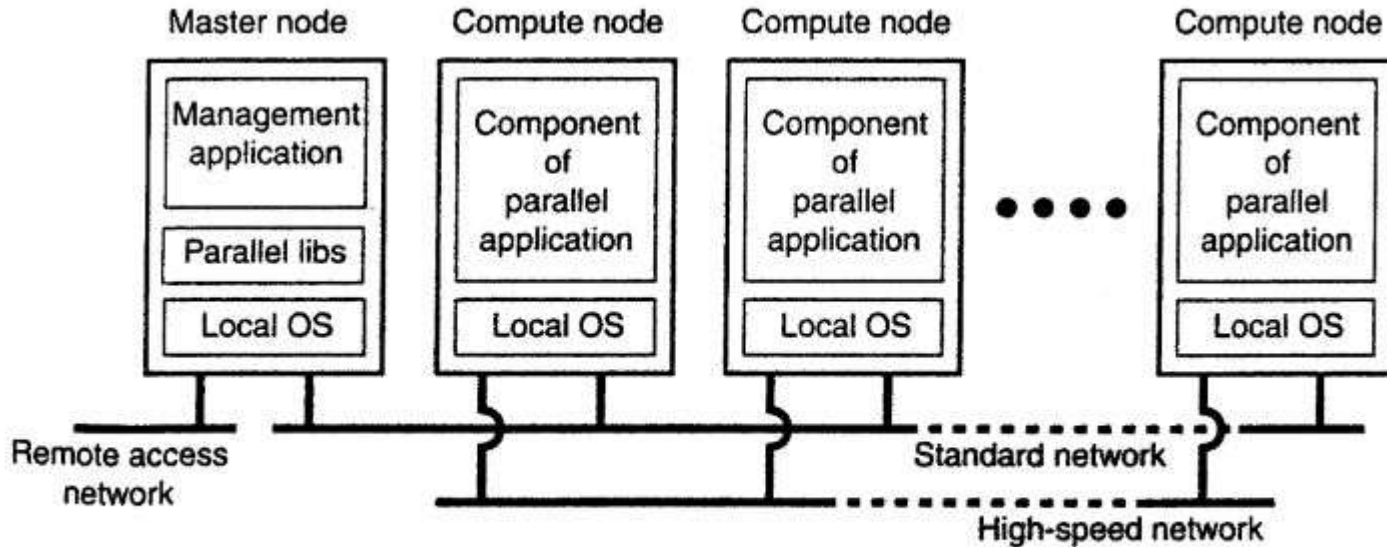 Master node
Compute node
Compute node
Compute node
Management
application
Parallel libs
Local OS
Component
of
parallel
application
Local OS
Component
of
parallel
application
Local OS
Component
of
parallel
application
Local OS
Remote access
network
Standard network
High-speed network